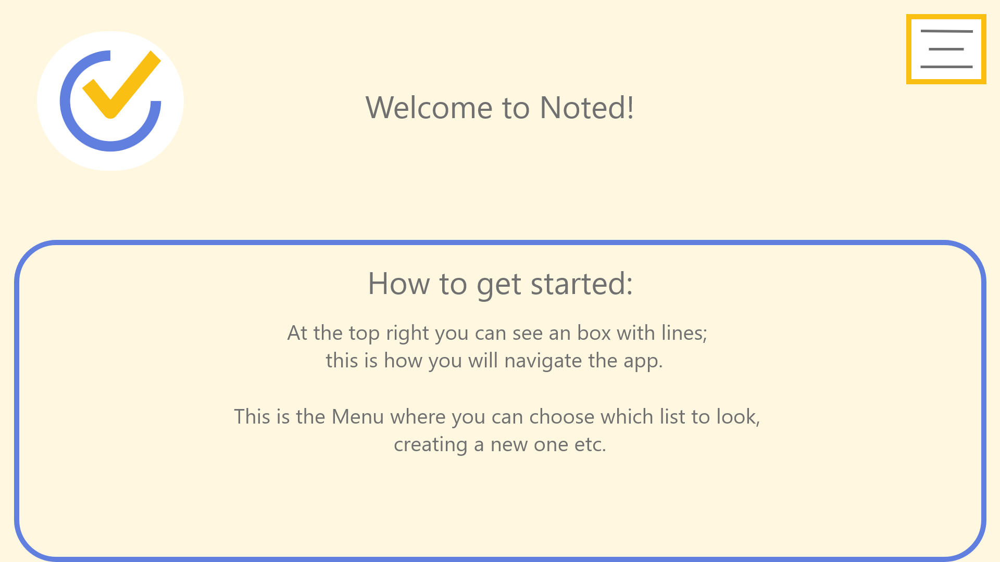 Welcome to Noted!
How to get started:
At the top right you can see an box with lines;
this is how you will navigate the app.
This is the Menu where you can choose which list to look,
creating a new one etc.